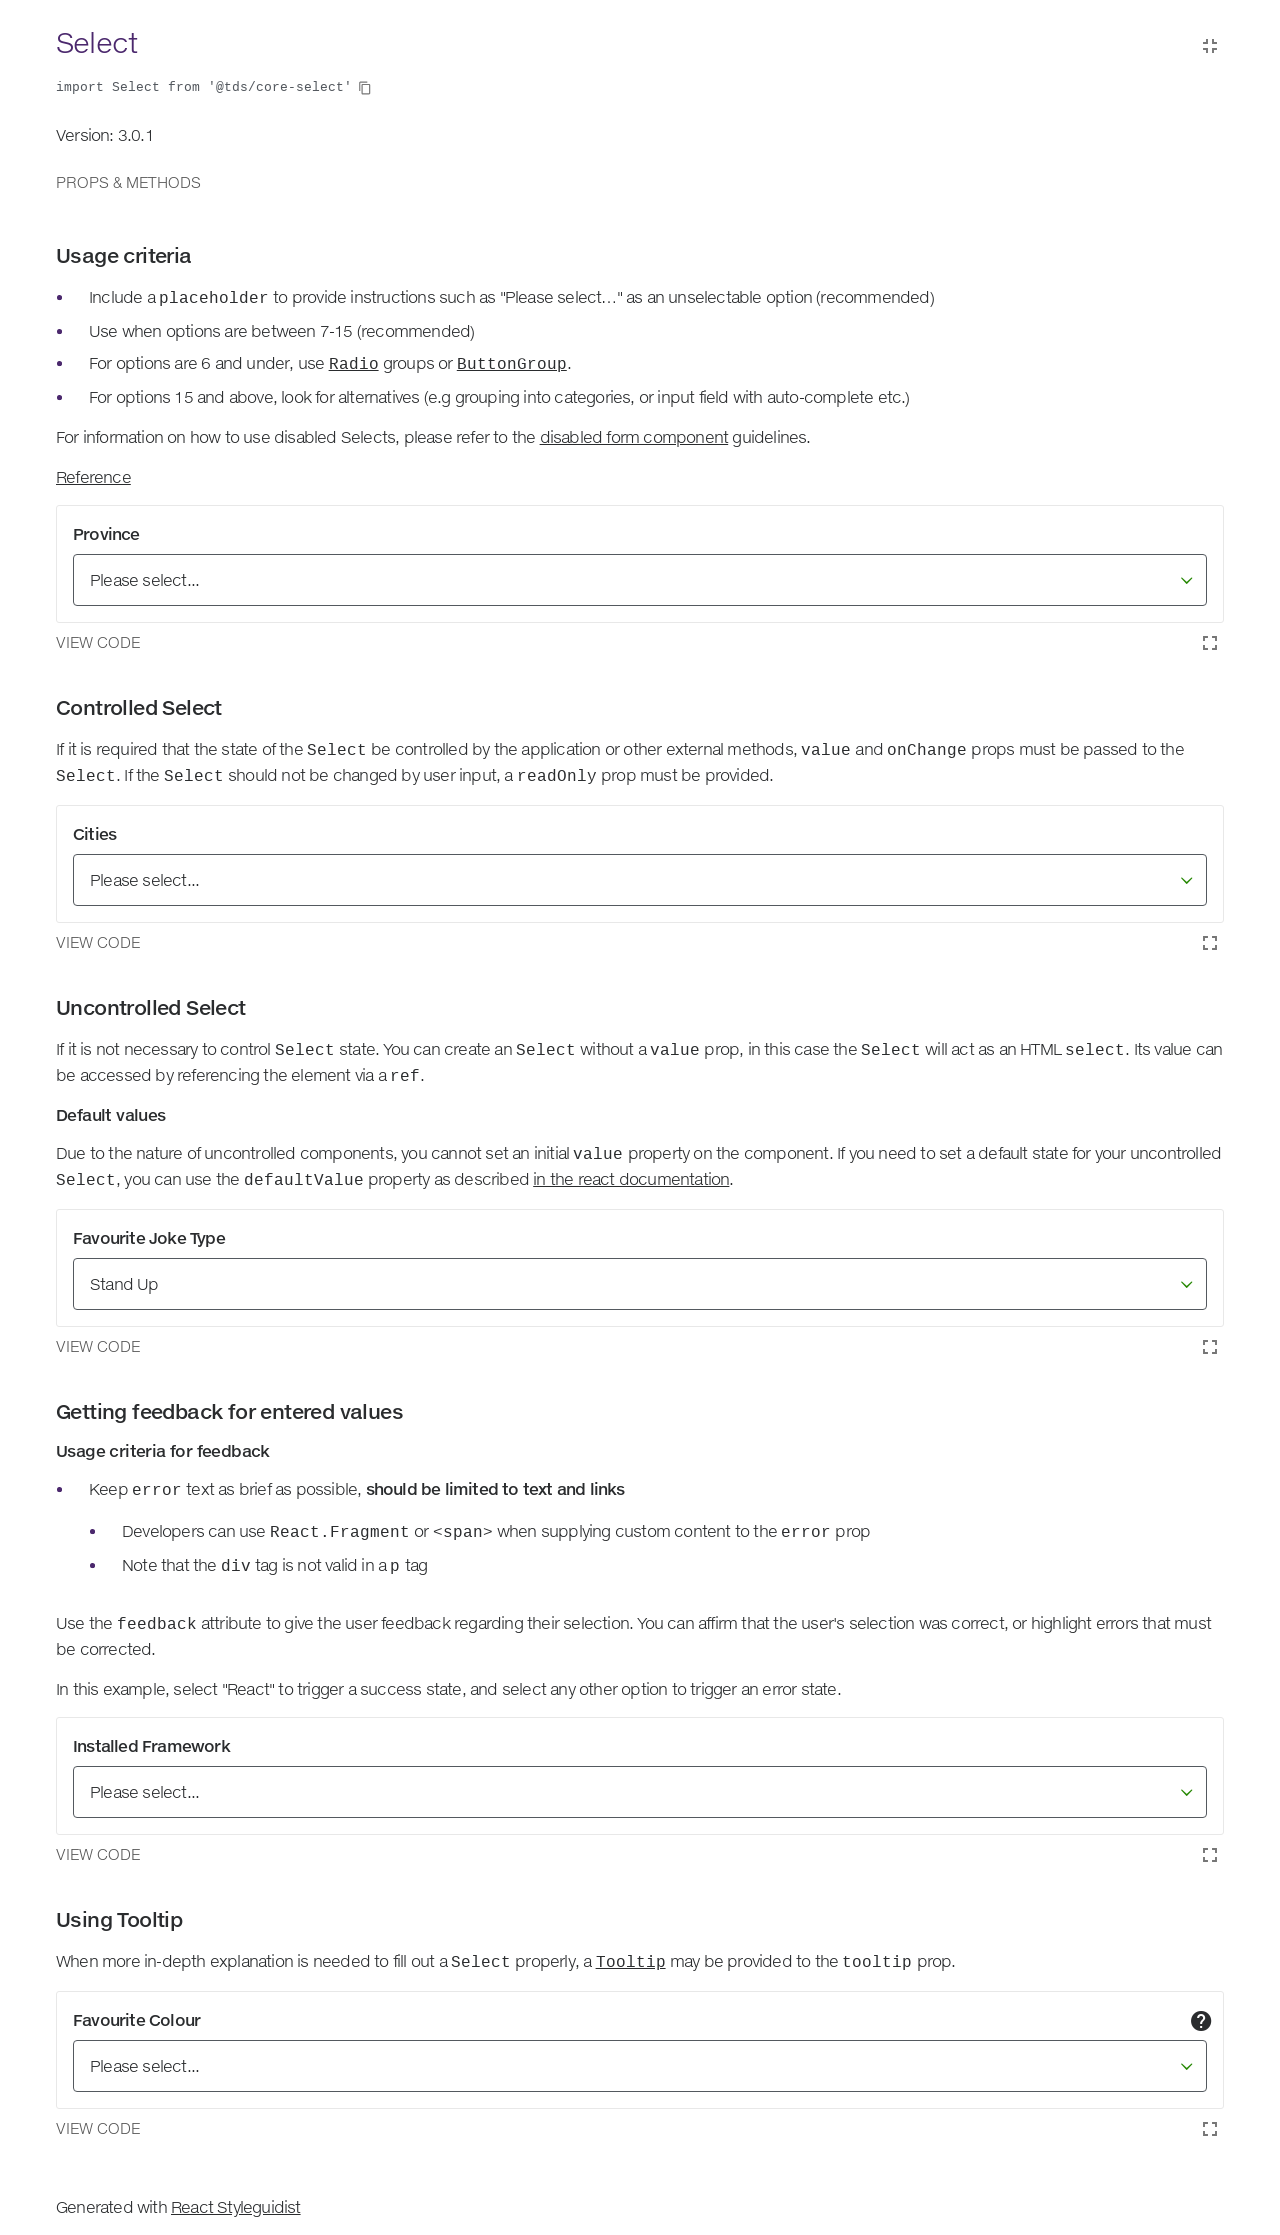 Select
import Select from '@tds/core-select'
Version: 3.0.1
PROPS & METHODS
Usage criteria
Include a placeholder to provide instructions such as "Please select..." as an unselectable option (recommended)
Use when options are between 7-15 (recommended)
For options are 6 and under, use Radio groups or ButtonGroup.
For options 15 and above, look for alternatives (e.g grouping into categories, or input field with auto-complete etc.)
For information on how to use disabled Selects, please refer to the disabled form component guidelines.
Reference
Province
Please select...
VIEW CODE
Controlled Select
If it is required that the state of the Select be controlled by the application or other external methods, value and onChange props must be passed to the
Select. If the Select should not be changed by user input, a readOnly prop must be provided.
Cities
Please select...
VIEW CODE
Uncontrolled Select
If it is not necessary to control Select state. You can create an Select without a value prop, in this case the Select will act as an HTML select. Its value can
be accessed by referencing the element via a ref.
Default values
Due to the nature of uncontrolled components, you cannot set an initial value property on the component. If you need to set a default state for your uncontrolled
Select, you can use the defaultValue property as described in the react documentation.
Favourite Joke Type
Stand Up
VIEW CODE
Getting feedback for entered values
Usage criteria for feedback
Keep error text as brief as possible, should be limited to text and links
Developers can use React.Fragment or <span> when supplying custom content to the error prop
Note that the div tag is not valid in a p tag
Use the feedback attribute to give the user feedback regarding their selection. You can affirm that the user's selection was correct, or highlight errors that must
be corrected.
In this example, select "React" to trigger a success state, and select any other option to trigger an error state.
Installed Framework
Please select...
VIEW CODE
Using Tooltip
When more in-depth explanation is needed to fill out a Select properly, a Tooltip may be provided to the tooltip prop.
Favourite Colour
Please select...
VIEW CODE
Generated with React Styleguidist